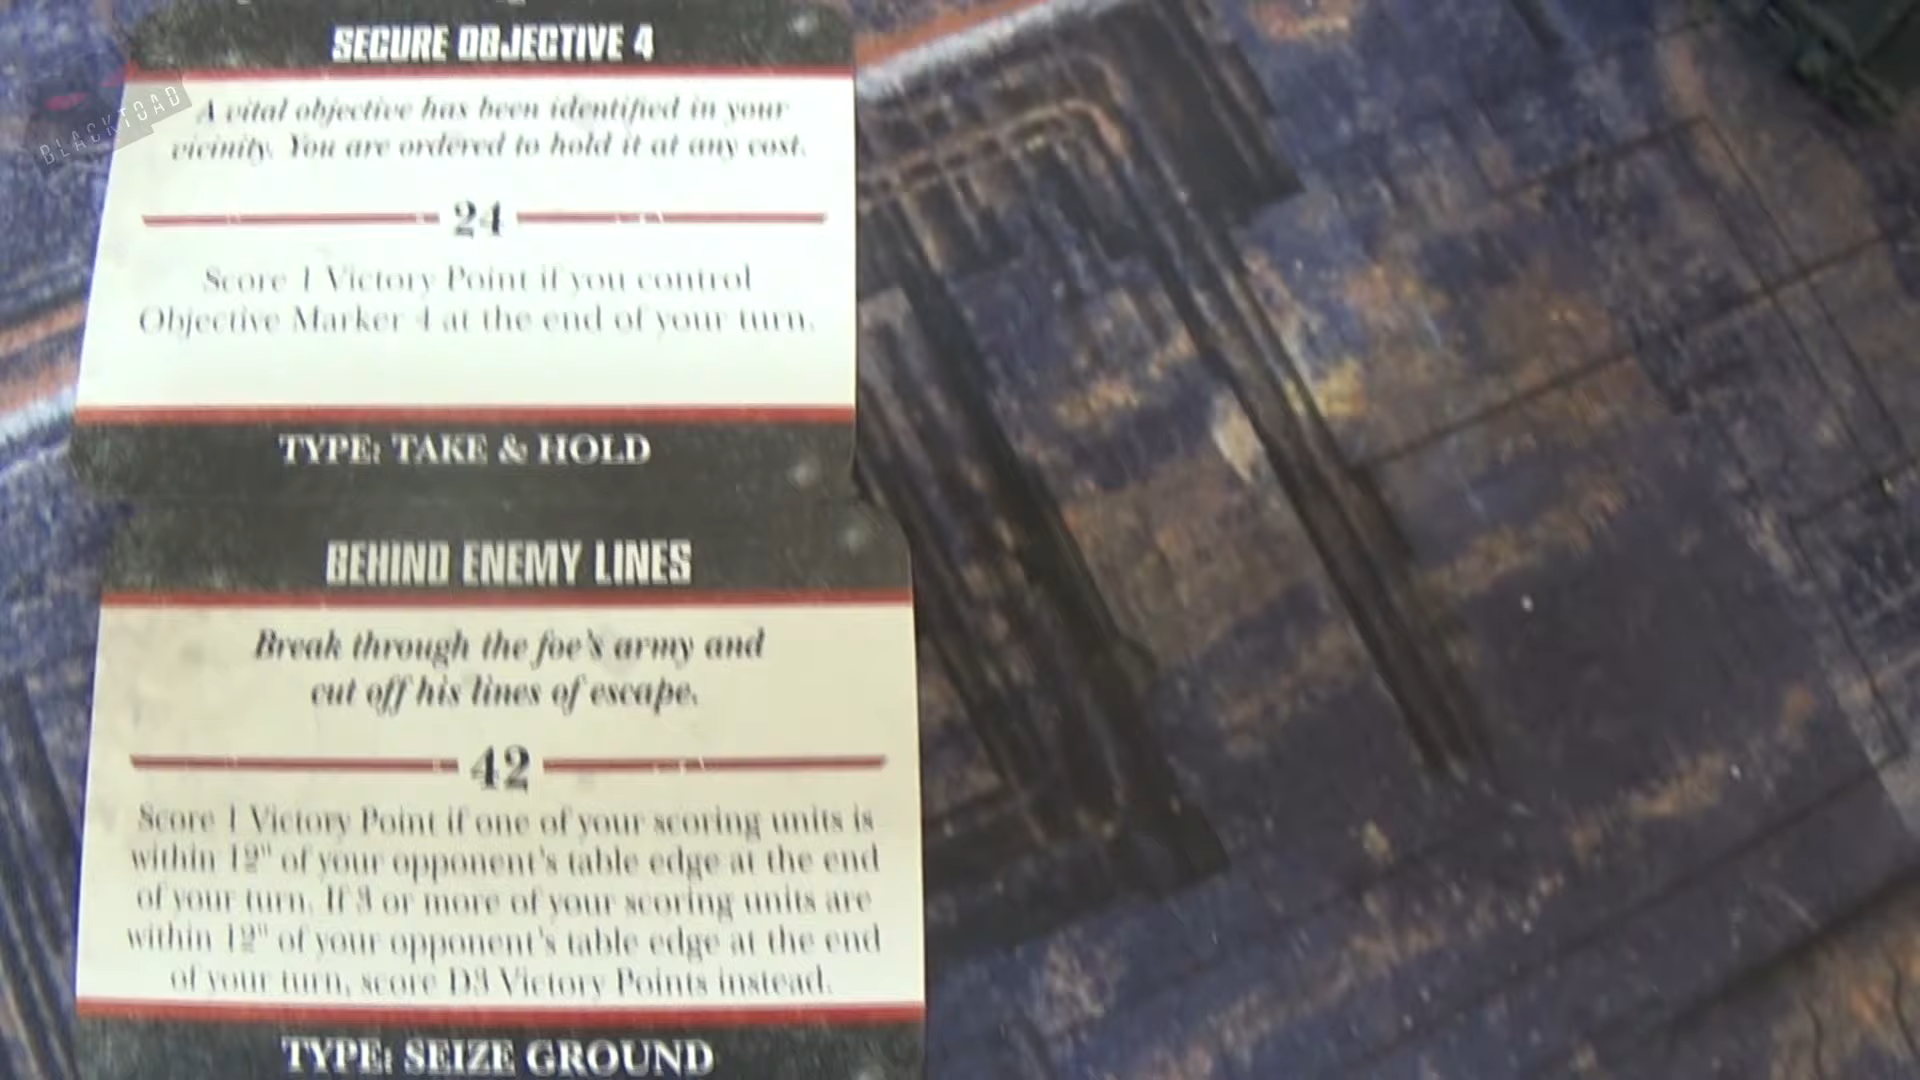 SECURE OBJECTIVE 4
BLACKTOAD
A vital objective has been identified in your
vicinity. You are ordered to hold it at any cost.
24
Score 1 Victory Point if you control
Objective Marker 4 at the end of your turn.
TYPE: TAKE & HOLD
BEHIND ENEMY LINES
Break through the foe's army and
cut off his lines of escape.
42
Score 1 Victory Point if one of your scoring units is
within 12" of your opponent's table edge at the end
of your turn. If 3 or more of your scoring units are
within 12" of your opponent's table edge at the end
of your turn, score D3 Victory Points instead.
TYPE: SEIZE GROUND